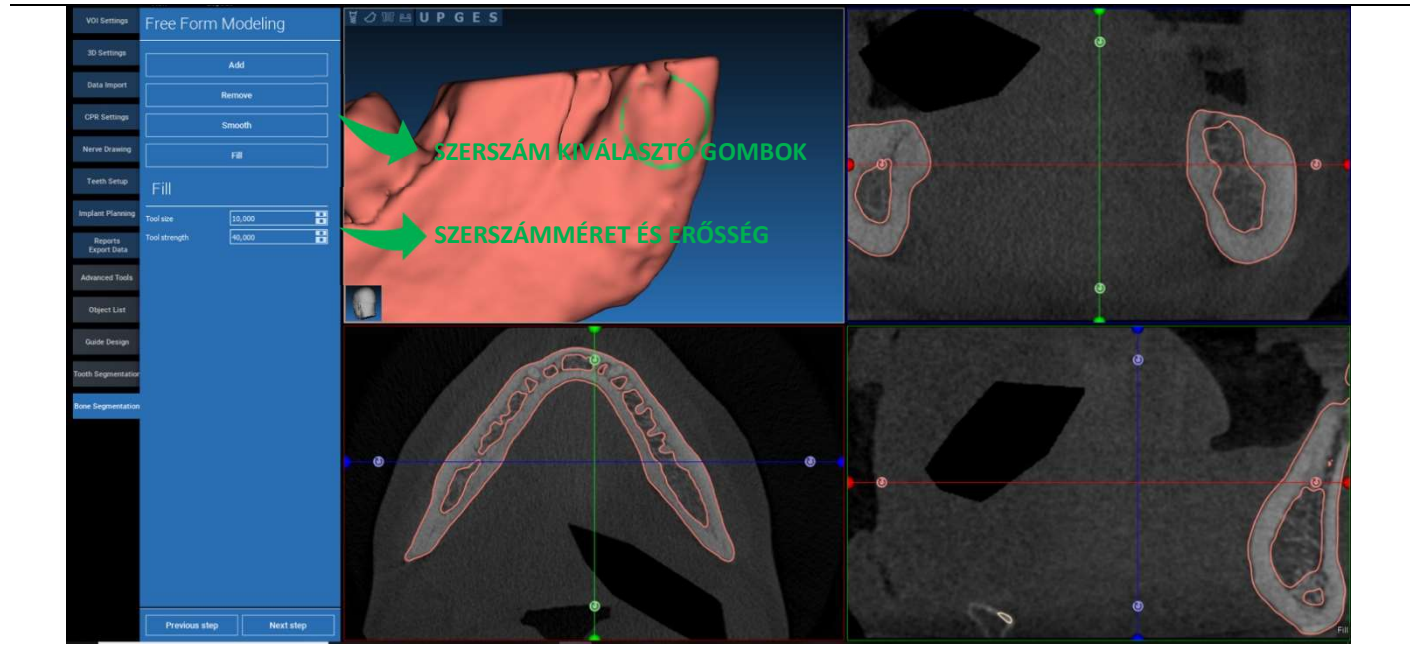 VOI Settings
3D Settings
Data Import
CPR Settings
Nerve Drawing
Teeth Setup
Implant Planning
Reports
Export Data
Advanced Tools
Object List
Guide Design
Tooth Segmentation
Bone Segmentation
Free Form Modeling
Add
Remove
Smooth
Fill
Fill
Tool size 10,000
Tool strength 40,000
Previous step Next step
U P G E S
SZERSZÁM KIVÁLASZTÓ GOMBOK
SZERSZÁMMÉRET ÉS ERŐSSÉG
Fill